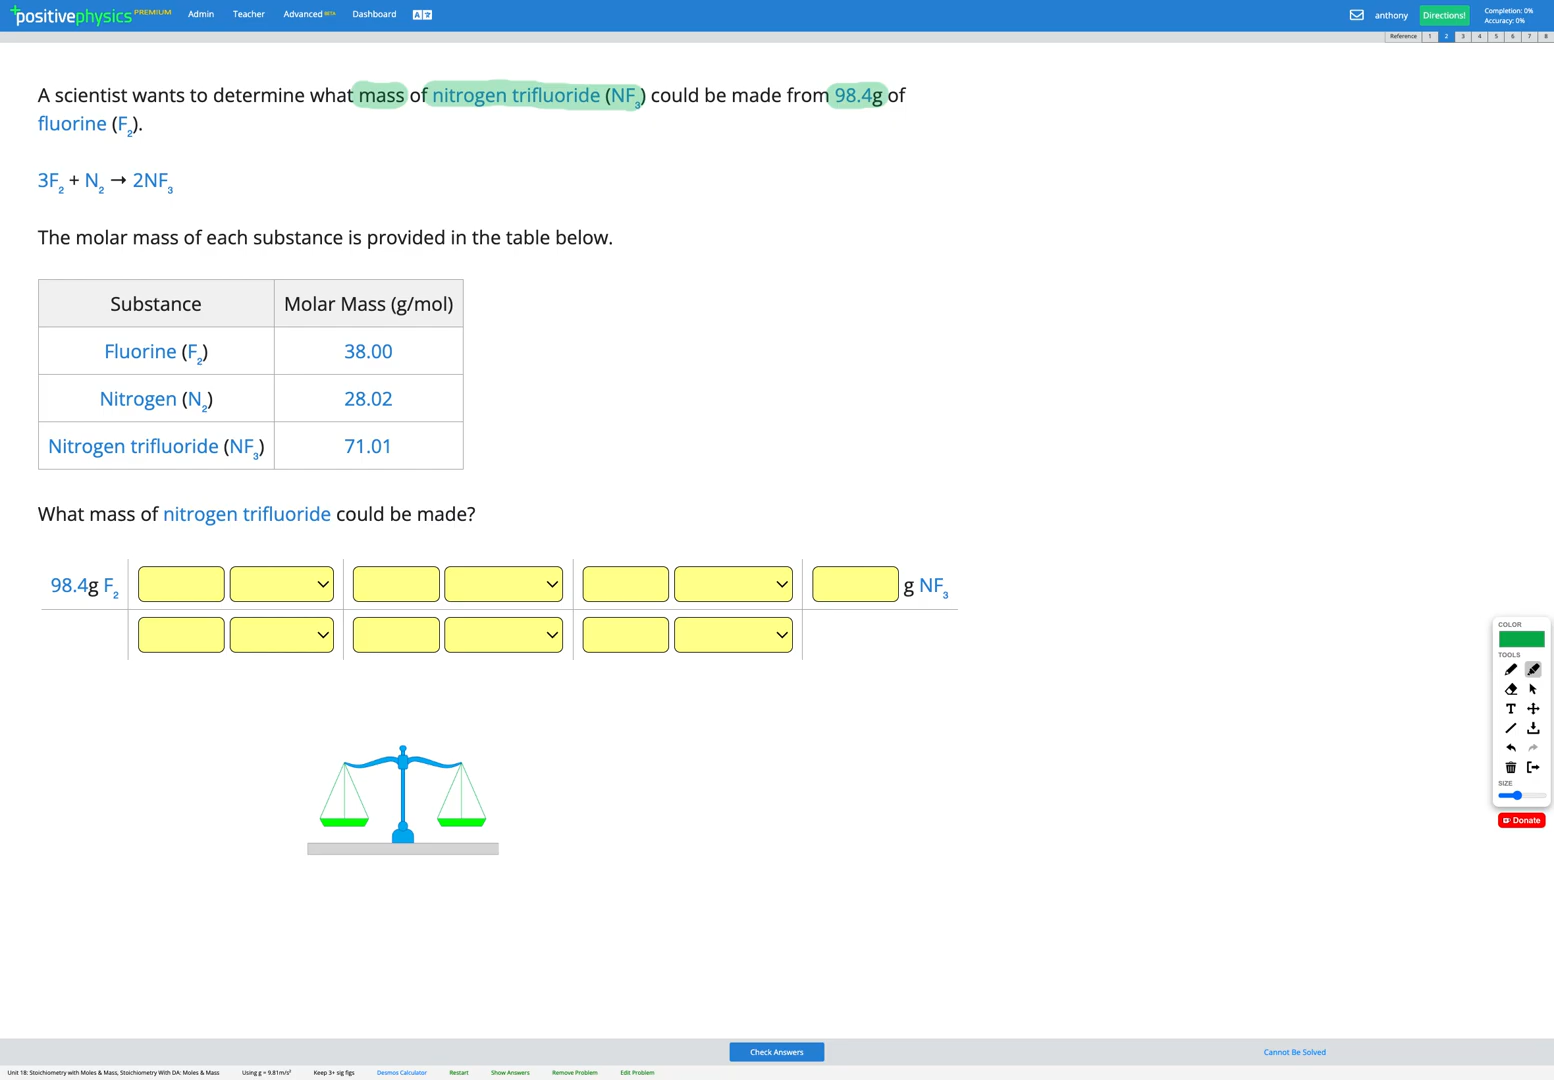 +positivephysics PREMIUM Admin Teacher Advanced BETA Dashboard A anthony Directions! Completion: 0%
Accuracy: 0%
Reference 1 2 3 4 5 6 7 8
A scientist wants to determine what mass of nitrogen trifluoride (NF₃) could be made from 98.4g of
fluorine (F₂).
3F₂ + N₂ → 2NF₃
The molar mass of each substance is provided in the table below.
Substance Molar Mass (g/mol)
Fluorine (F₂) 38.00
Nitrogen (N₂) 28.02
Nitrogen trifluoride (NF₃) 71.01
What mass of nitrogen trifluoride could be made?
98.4g F₂ g NF₃
COLOR
TOOLS
T
SIZE
Donate
Check Answers Cannot Be Solved
Unit 18: Stoichiometry with Moles & Mass, Stoichiometry With DA: Moles & Mass Using g = 9.81m/s² Keep 3+ sig figs Desmos Calculator Restart Show Answers Remove Problem Edit Problem